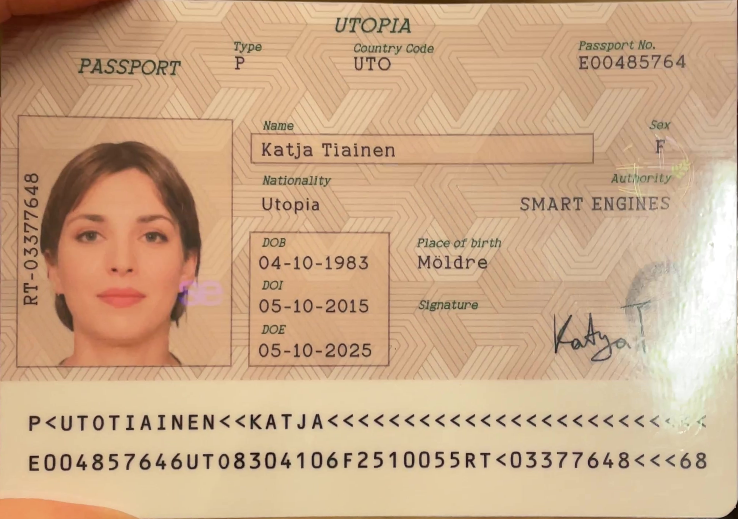 UTOPIA
PASSPORT
Type
P
Country Code
UTO
Passport No.
E00485764
RT-03377648
Name
Katja Tiainen
Sex
F
Nationality
Utopia
Authority
SMART ENGINES
DOB
04-10-1983
Place of birth
Möldre
DOI
05-10-2015
Signature
Katya T
DOE
05-10-2025
P<UTOTIAINEN<<KATJA<<<<<<<<<<<<<<<<<<<<<<<<<
E004857646UTO8304106F2510055RT<03377648<<<68